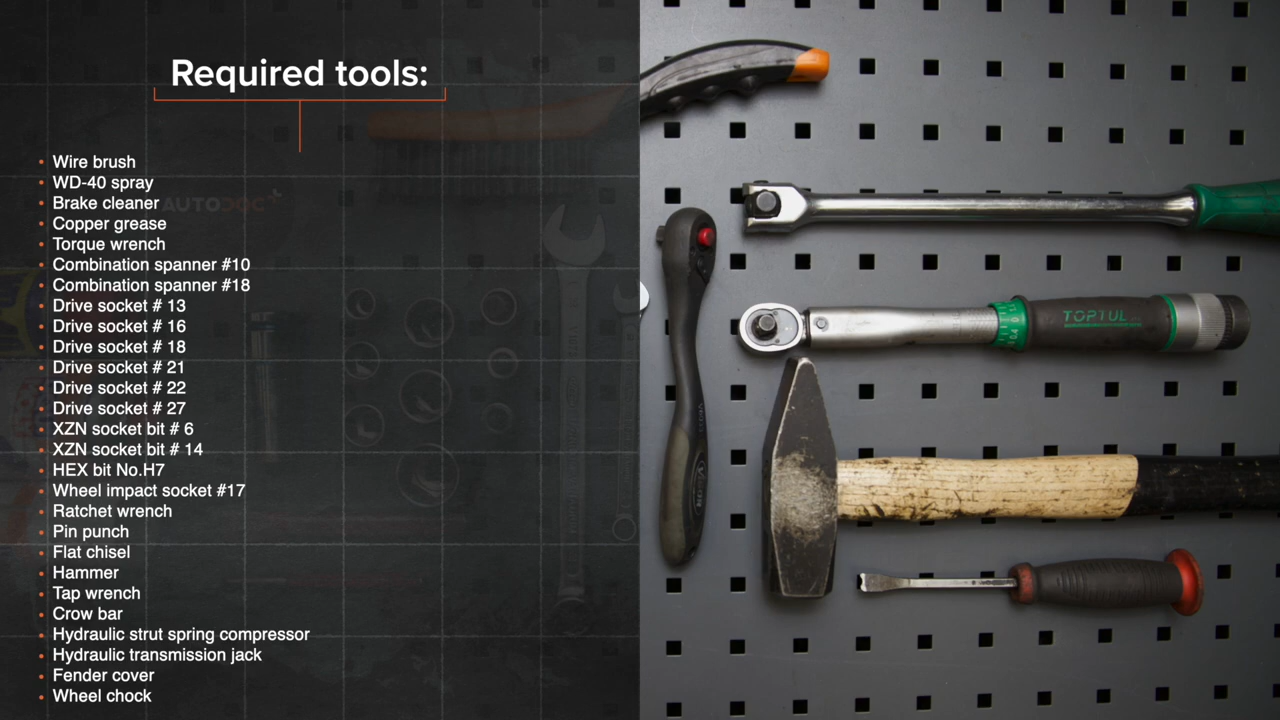 Required tools:
AUTODOC
• Wire brush
• WD-40 spray
• Brake cleaner
• Copper grease
• Torque wrench
• Combination spanner #10
• Combination spanner #18
• Drive socket # 13
• Drive socket # 16
• Drive socket # 18
• Drive socket # 21
• Drive socket # 22
• Drive socket # 27
• XZN socket bit # 6
• XZN socket bit # 14
• HEX bit No.H7
• Wheel impact socket #17
• Ratchet wrench
• Pin punch
• Flat chisel
• Hammer
• Tap wrench
• Crow bar
• Hydraulic strut spring compressor
• Hydraulic transmission jack
• Fender cover
• Wheel chock
TOPTUL